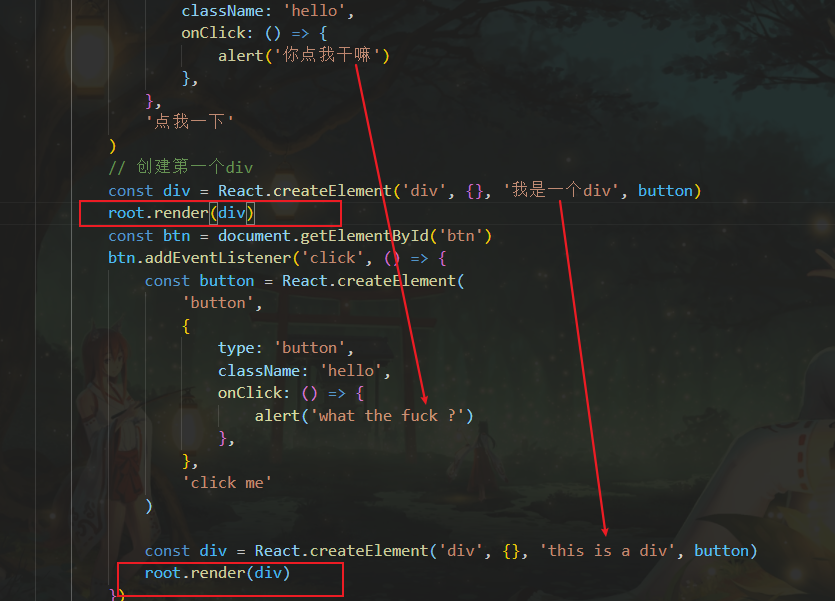 className: 'hello',
onClick: () => {
alert('你点我干嘛')
},
},
'点我一下'
)
// 创建第一个div
const div = React.createElement('div', {}, '我是一个div', button)
root.render(div)
const btn = document.getElementById('btn')
btn.addEventListener('click', () => {
const button = React.createElement(
'button',
{
type: 'button',
className: 'hello',
onClick: () => {
alert('what the fuck ?')
},
},
'click me'
)
const div = React.createElement('div', {}, 'this is a div', button)
root.render(div)
})